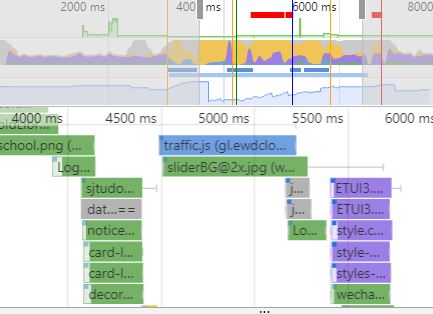 2000 ms 400 ms 6000 ms 8000
4000 ms 4500 ms 5000 ms 5500 ms 6000 ms
school.png (...
traffic.js (gl.ewdclo...
Log...
sliderBG@2x.jpg (w...
sjtudo... j... ETUI3....
dat...== j... ETUI3....
notice... Lo... style.c...
card-l... style-...
card-l... styles-...
decor... wecha...
...